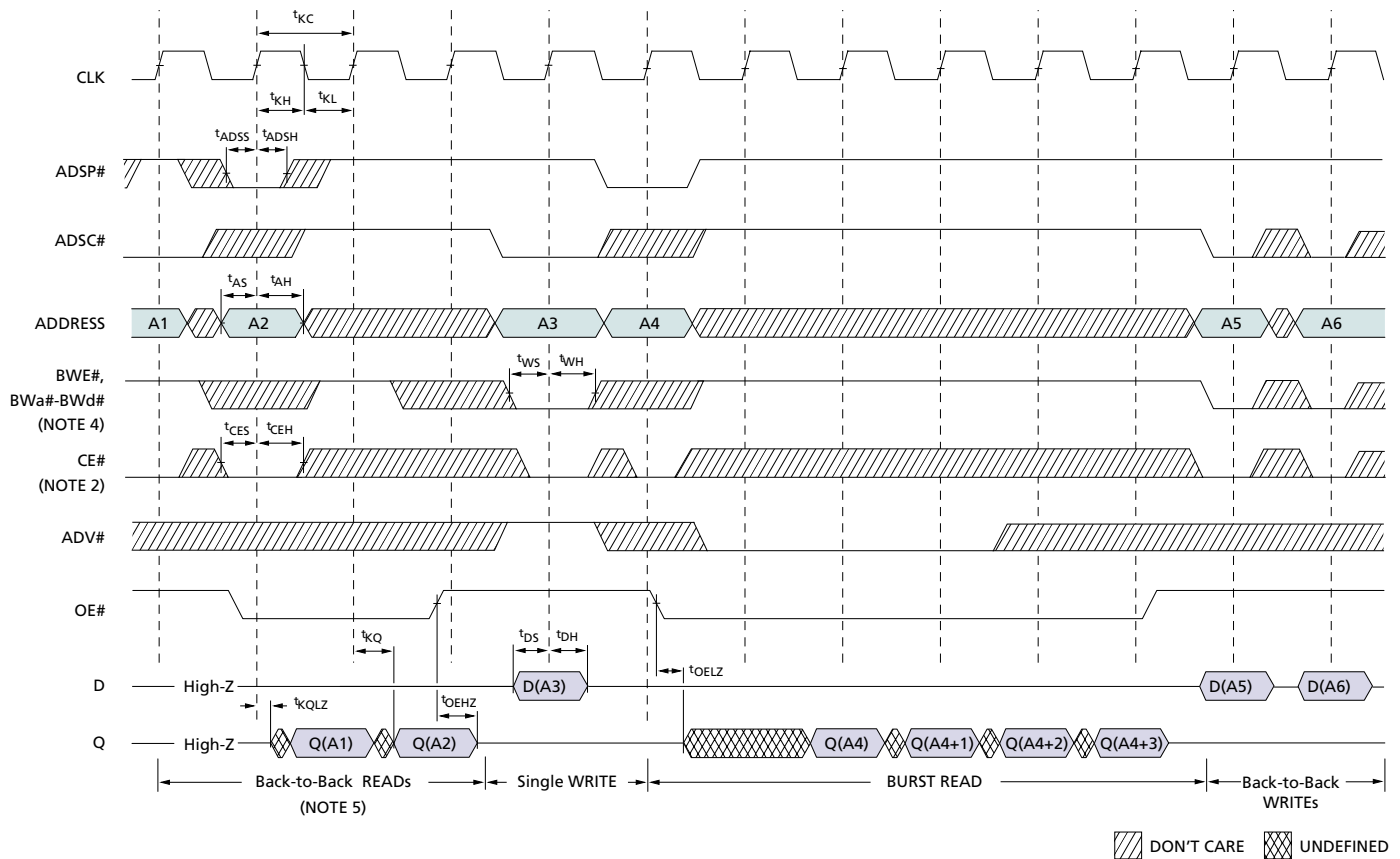 tKC
CLK
tKH tKL
tADSS tADSH
ADSP#
ADSC#
tAS tAH
ADDRESS A1 A2 A3 A4 A5 A6
BWE#,
BWa#-BWd#
(NOTE 4)
tWS tWH
tCES tCEH
CE#
(NOTE 2)
ADV#
OE#
tKQ tDS tDH
tOELZ
D High-Z D(A3) D(A5) D(A6)
tKQLZ tOEHZ
Q High-Z Q(A1) Q(A2) Q(A4) Q(A4+1) Q(A4+2) Q(A4+3)
Back-to-Back READs
(NOTE 5)
Single WRITE
BURST READ
Back-to-Back
WRITEs
DON'T CARE UNDEFINED